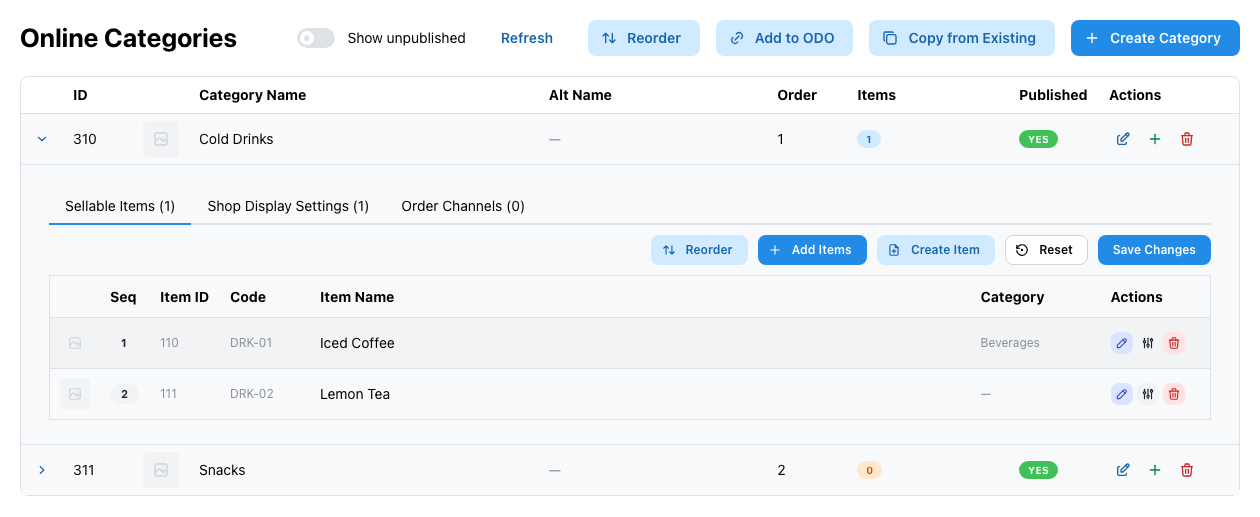 Online Categories Show unpublished Refresh Reorder Add to ODO Copy from Existing Create Category
ID Category Name Alt Name Order Items Published Actions
310 Cold Drinks — 1 1 YES
Sellable Items (1) Shop Display Settings (1) Order Channels (0)
Reorder Add Items Create Item Reset Save Changes
Seq Item ID Code Item Name Category Actions
1 110 DRK-01 Iced Coffee Beverages
2 111 DRK-02 Lemon Tea —
311 Snacks — 2 0 YES